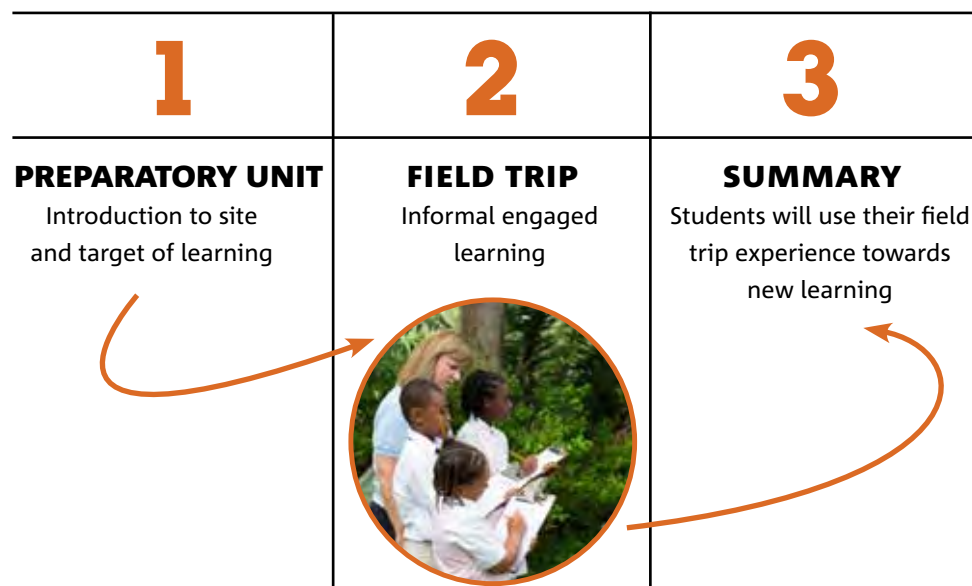 1
2
3
PREPARATORY UNIT
Introduction to site
and target of learning
FIELD TRIP
Informal engaged
learning
SUMMARY
Students will use their field
trip experience towards
new learning